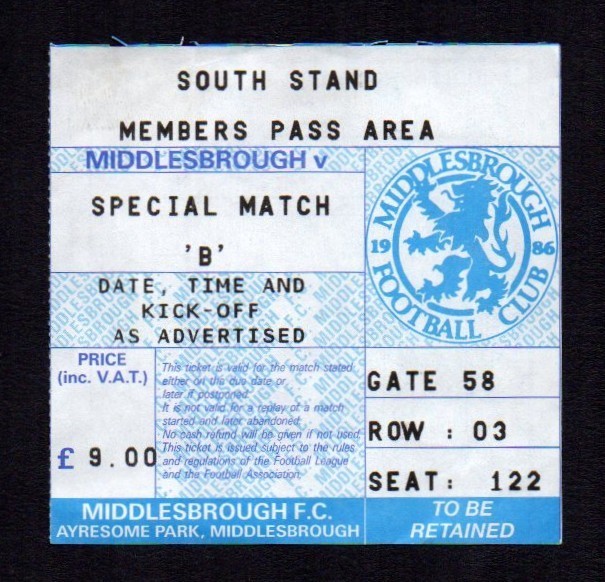 SOUTH STAND
MEMBERS PASS AREA
MIDDLESBROUGH v
SPECIAL MATCH
'B'
DATE, TIME AND
KICK-OFF
AS ADVERTISED
MIDDLESBROUGH
1986
FOOTBALL CLUB
PRICE
(inc. V.A.T.)
£ 9.00
This ticket is valid for the match stated
either on the due date or
later if postponed.
It is not valid for a replay of a match
started and later abandoned.
No cash refund will be given if not used.
This ticket is issued subject to the rules
and regulations of the Football League
and the Football Association.
GATE 58
ROW : 03
SEAT: 122
MIDDLESBROUGH F.C.
AYRESOME PARK, MIDDLESBROUGH
TO BE
RETAINED